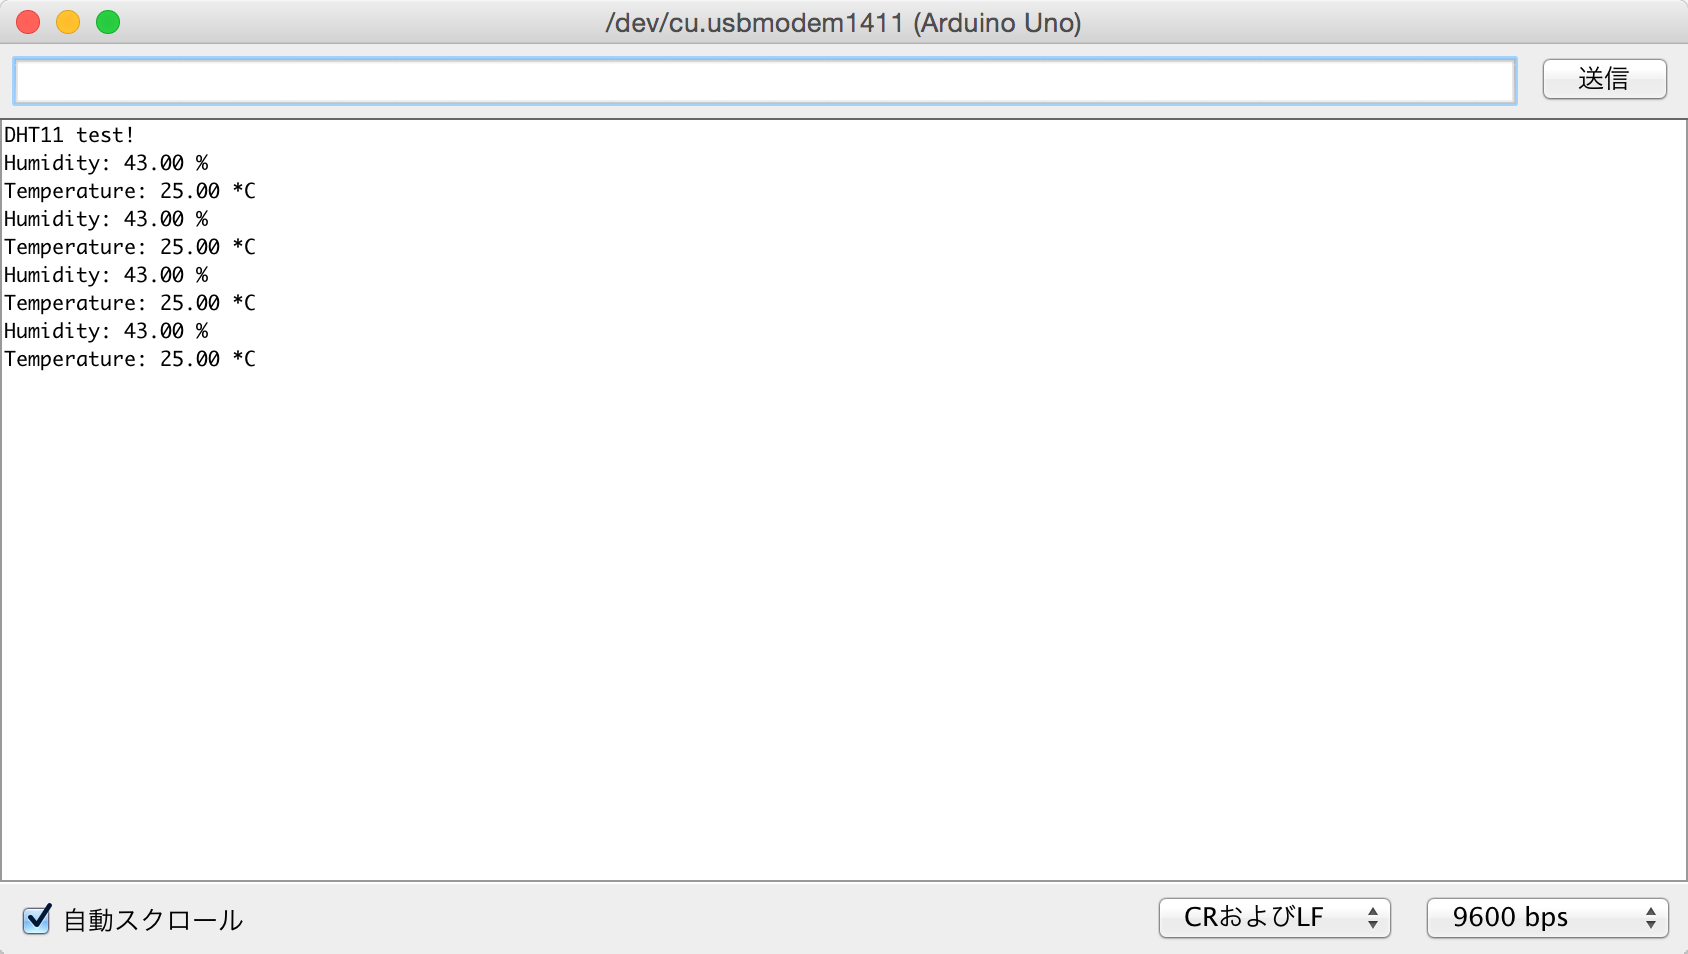 /dev/cu.usbmodem1411 (Arduino Uno)
送信
DHT11 test!
Humidity: 43.00 %
Temperature: 25.00 *C
Humidity: 43.00 %
Temperature: 25.00 *C
Humidity: 43.00 %
Temperature: 25.00 *C
Humidity: 43.00 %
Temperature: 25.00 *C
自動スクロール
CRおよびLF
9600 bps